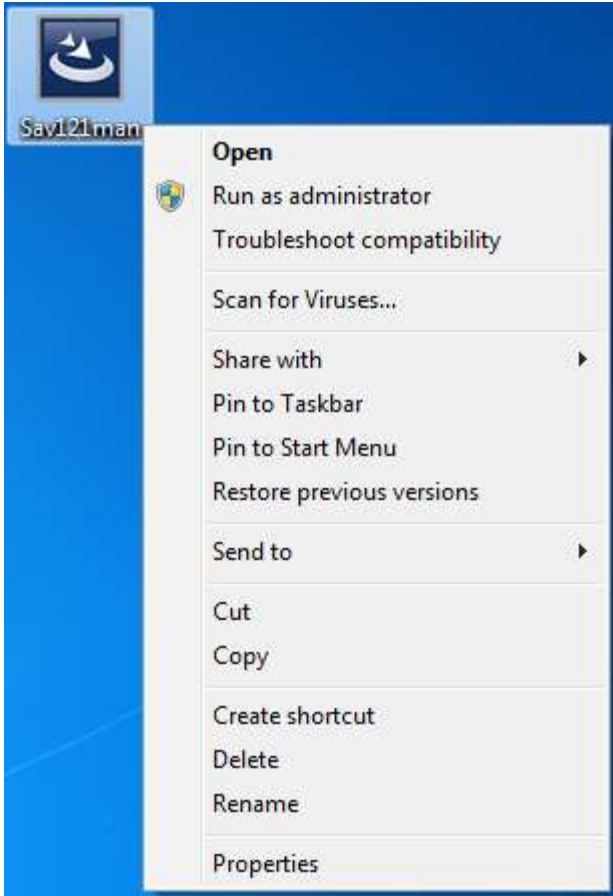 Sav121man
Open
Run as administrator
Troubleshoot compatibility
Scan for Viruses...
Share with
Pin to Taskbar
Pin to Start Menu
Restore previous versions
Send to
Cut
Copy
Create shortcut
Delete
Rename
Properties